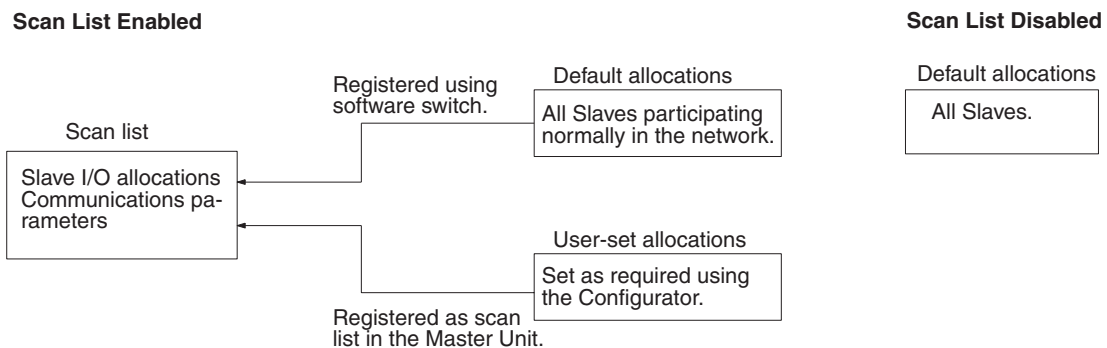 Scan List Enabled
Scan List Disabled
Registered using
software switch.
Default allocations
All Slaves participating
normally in the network.
Default allocations
All Slaves.
Scan list
Slave I/O allocations
Communications pa-
rameters
User-set allocations
Set as required using
the Configurator.
Registered as scan
list in the Master Unit.